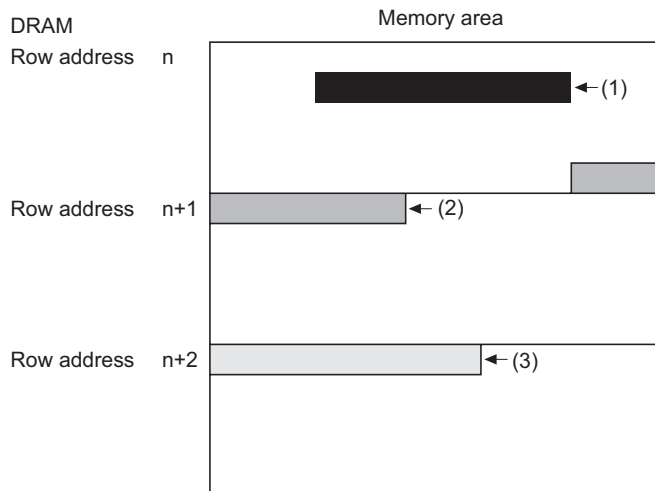 DRAM
Memory area
Row address n
(1)
Row address n+1
(2)
Row address n+2
(3)